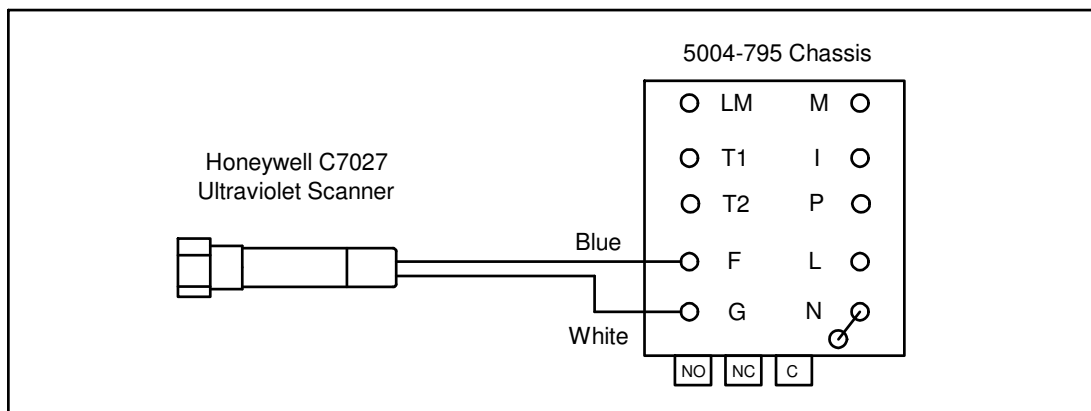 5004-795 Chassis
LM M
Honeywell C7027
Ultraviolet Scanner
T1 I
T2 P
Blue
F L
G N
White
NO NC C